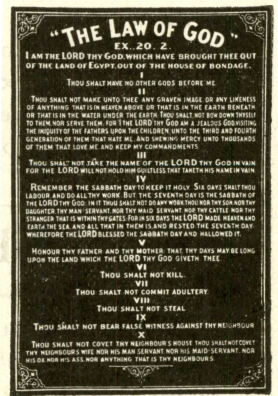 "THE LAW OF GOD"
EX. 20. 2
I AM THE LORD THY GOD, WHICH HAVE BROUGHT THEE OUT
OF THE LAND OF EGYPT, OUT OF THE HOUSE OF BONDAGE,
I
THOU SHALT HAVE NO OTHER GODS BEFORE ME
II
THOU SHALT NOT MAKE UNTO THEE ANY GRAVEN IMAGE OR ANY LIKENESS
OF ANYTHING THAT IS IN HEAVEN ABOVE OR THAT IS IN THE EARTH BENEATH
OR THAT IS IN THE WATER UNDER THE EARTH. THOU SHALT NOT BOW DOWN THYSELF
TO THEM, NOR SERVE THEM. FOR I THE LORD THY GOD AM A JEALOUS GOD, VISITING
THE INIQUITY OF THE FATHERS UPON THE CHILDREN UNTO THE THIRD AND FOURTH
GENERATION OF THEM THAT HATE ME, AND SHEWING MERCY UNTO THOUSANDS
OF THEM THAT LOVE ME AND KEEP MY COMMANDMENTS
III
THOU SHALT NOT TAKE THE NAME OF THE LORD THY GOD IN VAIN
FOR THE LORD WILL NOT HOLD HIM GUILTLESS THAT TAKETH HIS NAME IN VAIN
IV
REMEMBER THE SABBATH DAY TO KEEP IT HOLY. SIX DAYS SHALT THOU
LABOUR AND DO ALL THY WORK. BUT THE SEVENTH DAY IS THE SABBATH OF
THE LORD THY GOD. IN IT THOU SHALT NOT DO ANY WORK THOU NOR THY SON, NOR THY
DAUGHTER THY MAN-SERVANT, NOR THY MAID SERVANT, NOR THY CATTLE NOR THY
STRANGER THAT IS WITHIN THY GATES: FOR IN SIX DAYS THE LORD MADE HEAVEN AND
EARTH THE SEA, AND ALL THAT IN THEM IS, AND RESTED THE SEVENTH DAY
WHEREFORE THE LORD BLESSED THE SABBATH DAY AND HALLOWED IT.
V
HONOUR THY FATHER AND THY MOTHER: THAT THY DAYS MAY BE LONG
UPON THE LAND WHICH THE LORD THY GOD GIVETH THEE.
VI
THOU SHALT NOT KILL.
VII
THOU SHALT NOT COMMIT ADULTERY.
VIII
THOU SHALT NOT STEAL
IX
THOU SHALT NOT BEAR FALSE WITNESS AGAINST THY NEIGHBOUR
X
THOU SHALT NOT COVET THY NEIGHBOUR'S HOUSE THOU SHALT NOT COVET
THY NEIGHBOUR'S WIFE NOR HIS MAN SERVANT, NOR HIS MAID-SERVANT, NOR
HIS OX NOR HIS ASS, NOR ANYTHING THAT IS THY NEIGHBOUR'S